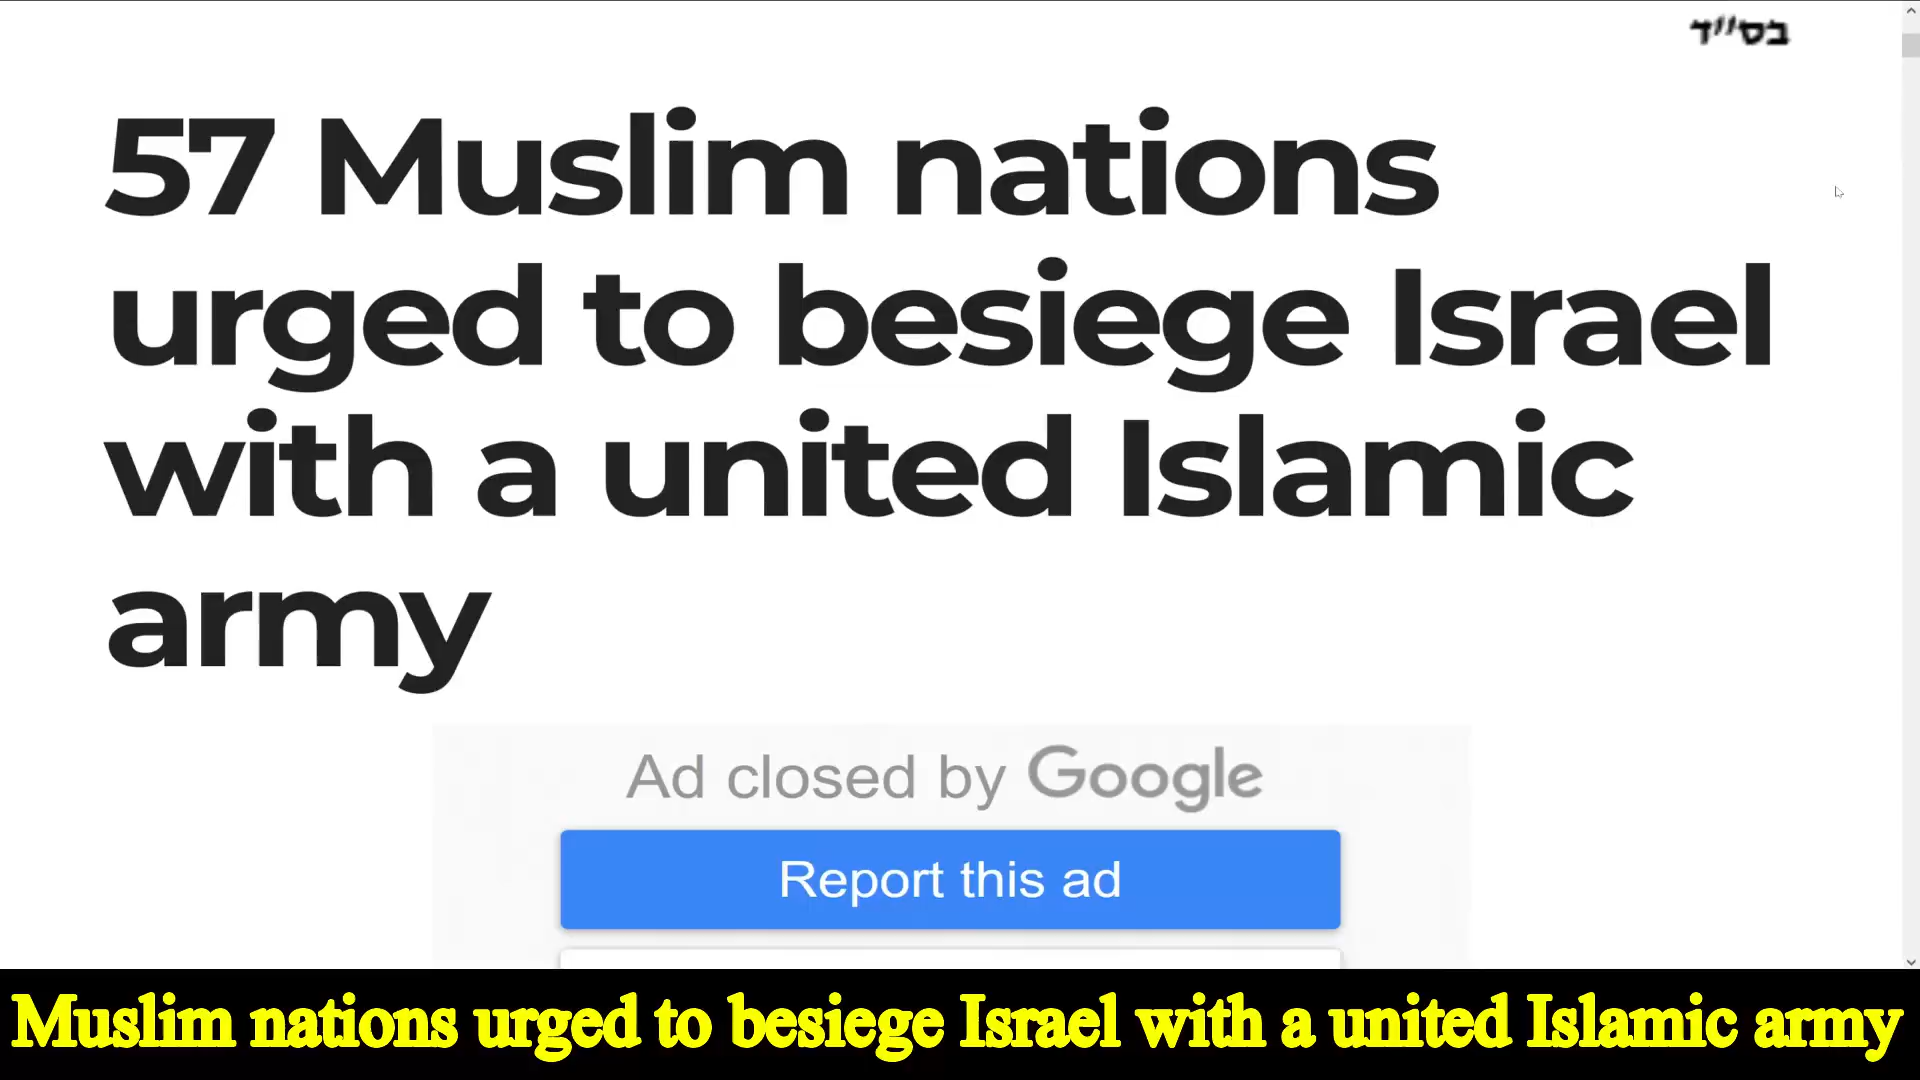 בס״ד
57 Muslim nations
urged to besiege Israel
with a united Islamic
army
Ad closed by Google
Report this ad
Muslim nations urged to besiege Israel with a united Islamic army